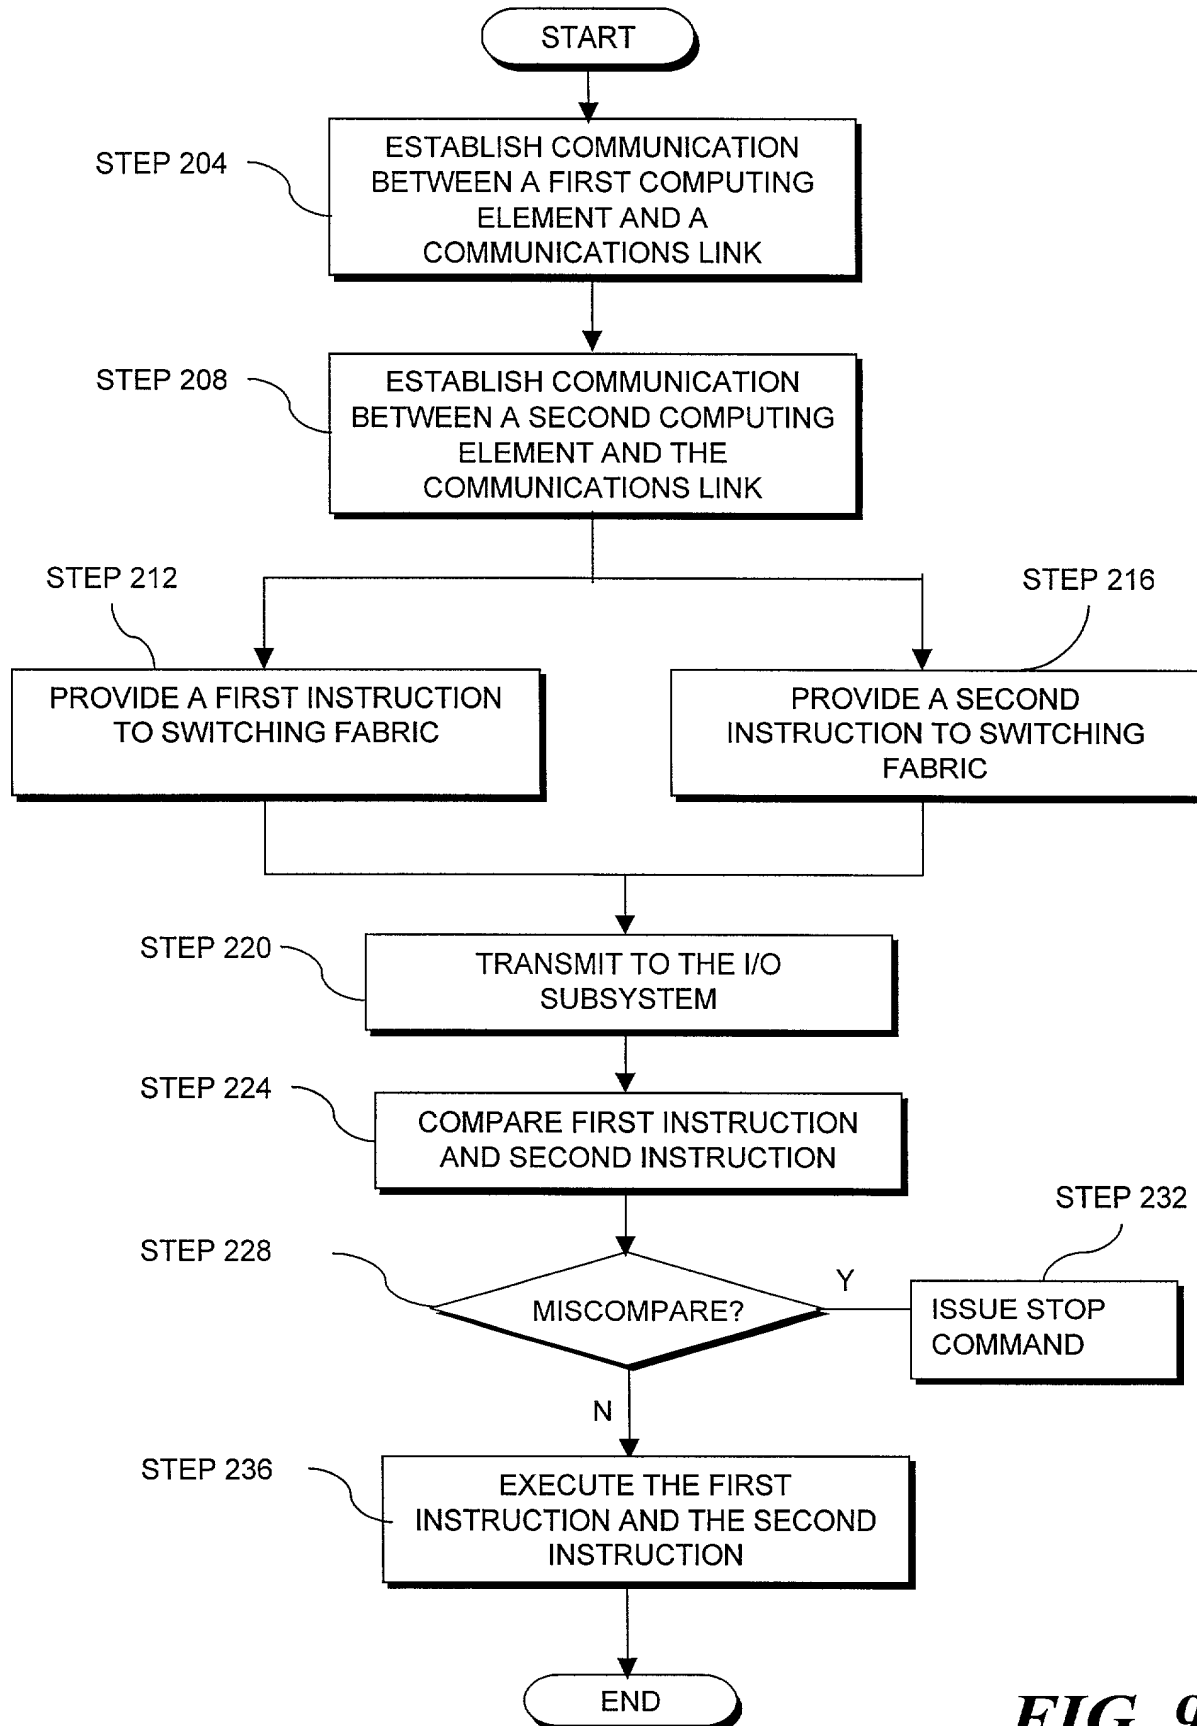 START
STEP 204
ESTABLISH COMMUNICATION
BETWEEN A FIRST COMPUTING
ELEMENT AND A
COMMUNICATIONS LINK
STEP 208
ESTABLISH COMMUNICATION
BETWEEN A SECOND COMPUTING
ELEMENT AND THE
COMMUNICATIONS LINK
STEP 212
STEP 216
PROVIDE A FIRST INSTRUCTION
TO SWITCHING FABRIC
PROVIDE A SECOND
INSTRUCTION TO SWITCHING
FABRIC
STEP 220
TRANSMIT TO THE I/O
SUBSYSTEM
STEP 224
COMPARE FIRST INSTRUCTION
AND SECOND INSTRUCTION
STEP 232
STEP 228
MISCOMPARE?
Y
ISSUE STOP
COMMAND
N
STEP 236
EXECUTE THE FIRST
INSTRUCTION AND THE SECOND
INSTRUCTION
END
FIG. 9